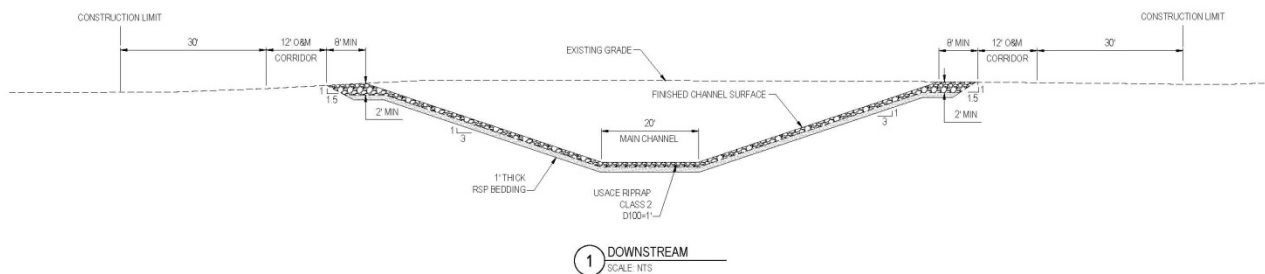 CONSTRUCTION LIMIT
CONSTRUCTION LIMIT
30'
12' O&M
CORRIDOR
8' MIN
EXISTING GRADE
8' MIN
12' O&M
CORRIDOR
30'
1
1.5
FINISHED CHANNEL SURFACE
1
1.5
2' MIN
2' MIN
1
3
20'
MAIN CHANNEL
1
3
1' THICK
RSP BEDDING
USACE RIPRAP
CLASS 2
D100=1'
1
DOWNSTREAM
SCALE: NTS